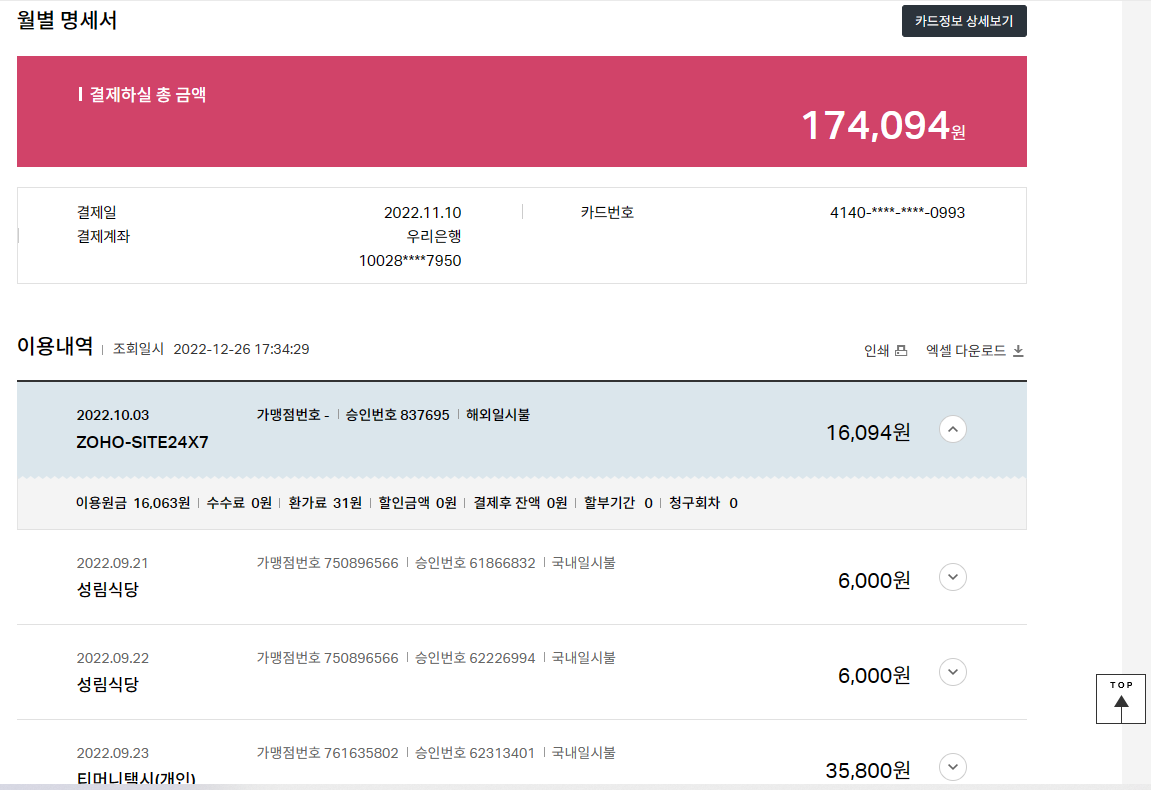 월별 명세서
카드정보 상세보기
결제하실 총 금액
174,094원
결제일 2022.11.10 카드번호 4140-****-****-0993
결제계좌 우리은행
10028****7950
이용내역 조회일시 2022-12-26 17:34:29 인쇄 엑셀 다운로드
2022.10.03 가맹점번호 - 승인번호 837695 해외일시불
ZOHO-SITE24X7 16,094원
이용원금 16,063원 수수료 0원 환가료 31원 할인금액 0원 결제후 잔액 0원 할부기간 0 청구회차 0
2022.09.21 가맹점번호 750896566 승인번호 61866832 국내일시불
성림식당 6,000원
2022.09.22 가맹점번호 750896566 승인번호 62226994 국내일시불
성림식당 6,000원
TOP
2022.09.23 가맹점번호 761635802 승인번호 62313401 국내일시불
티머니택시(개인) 35,800원